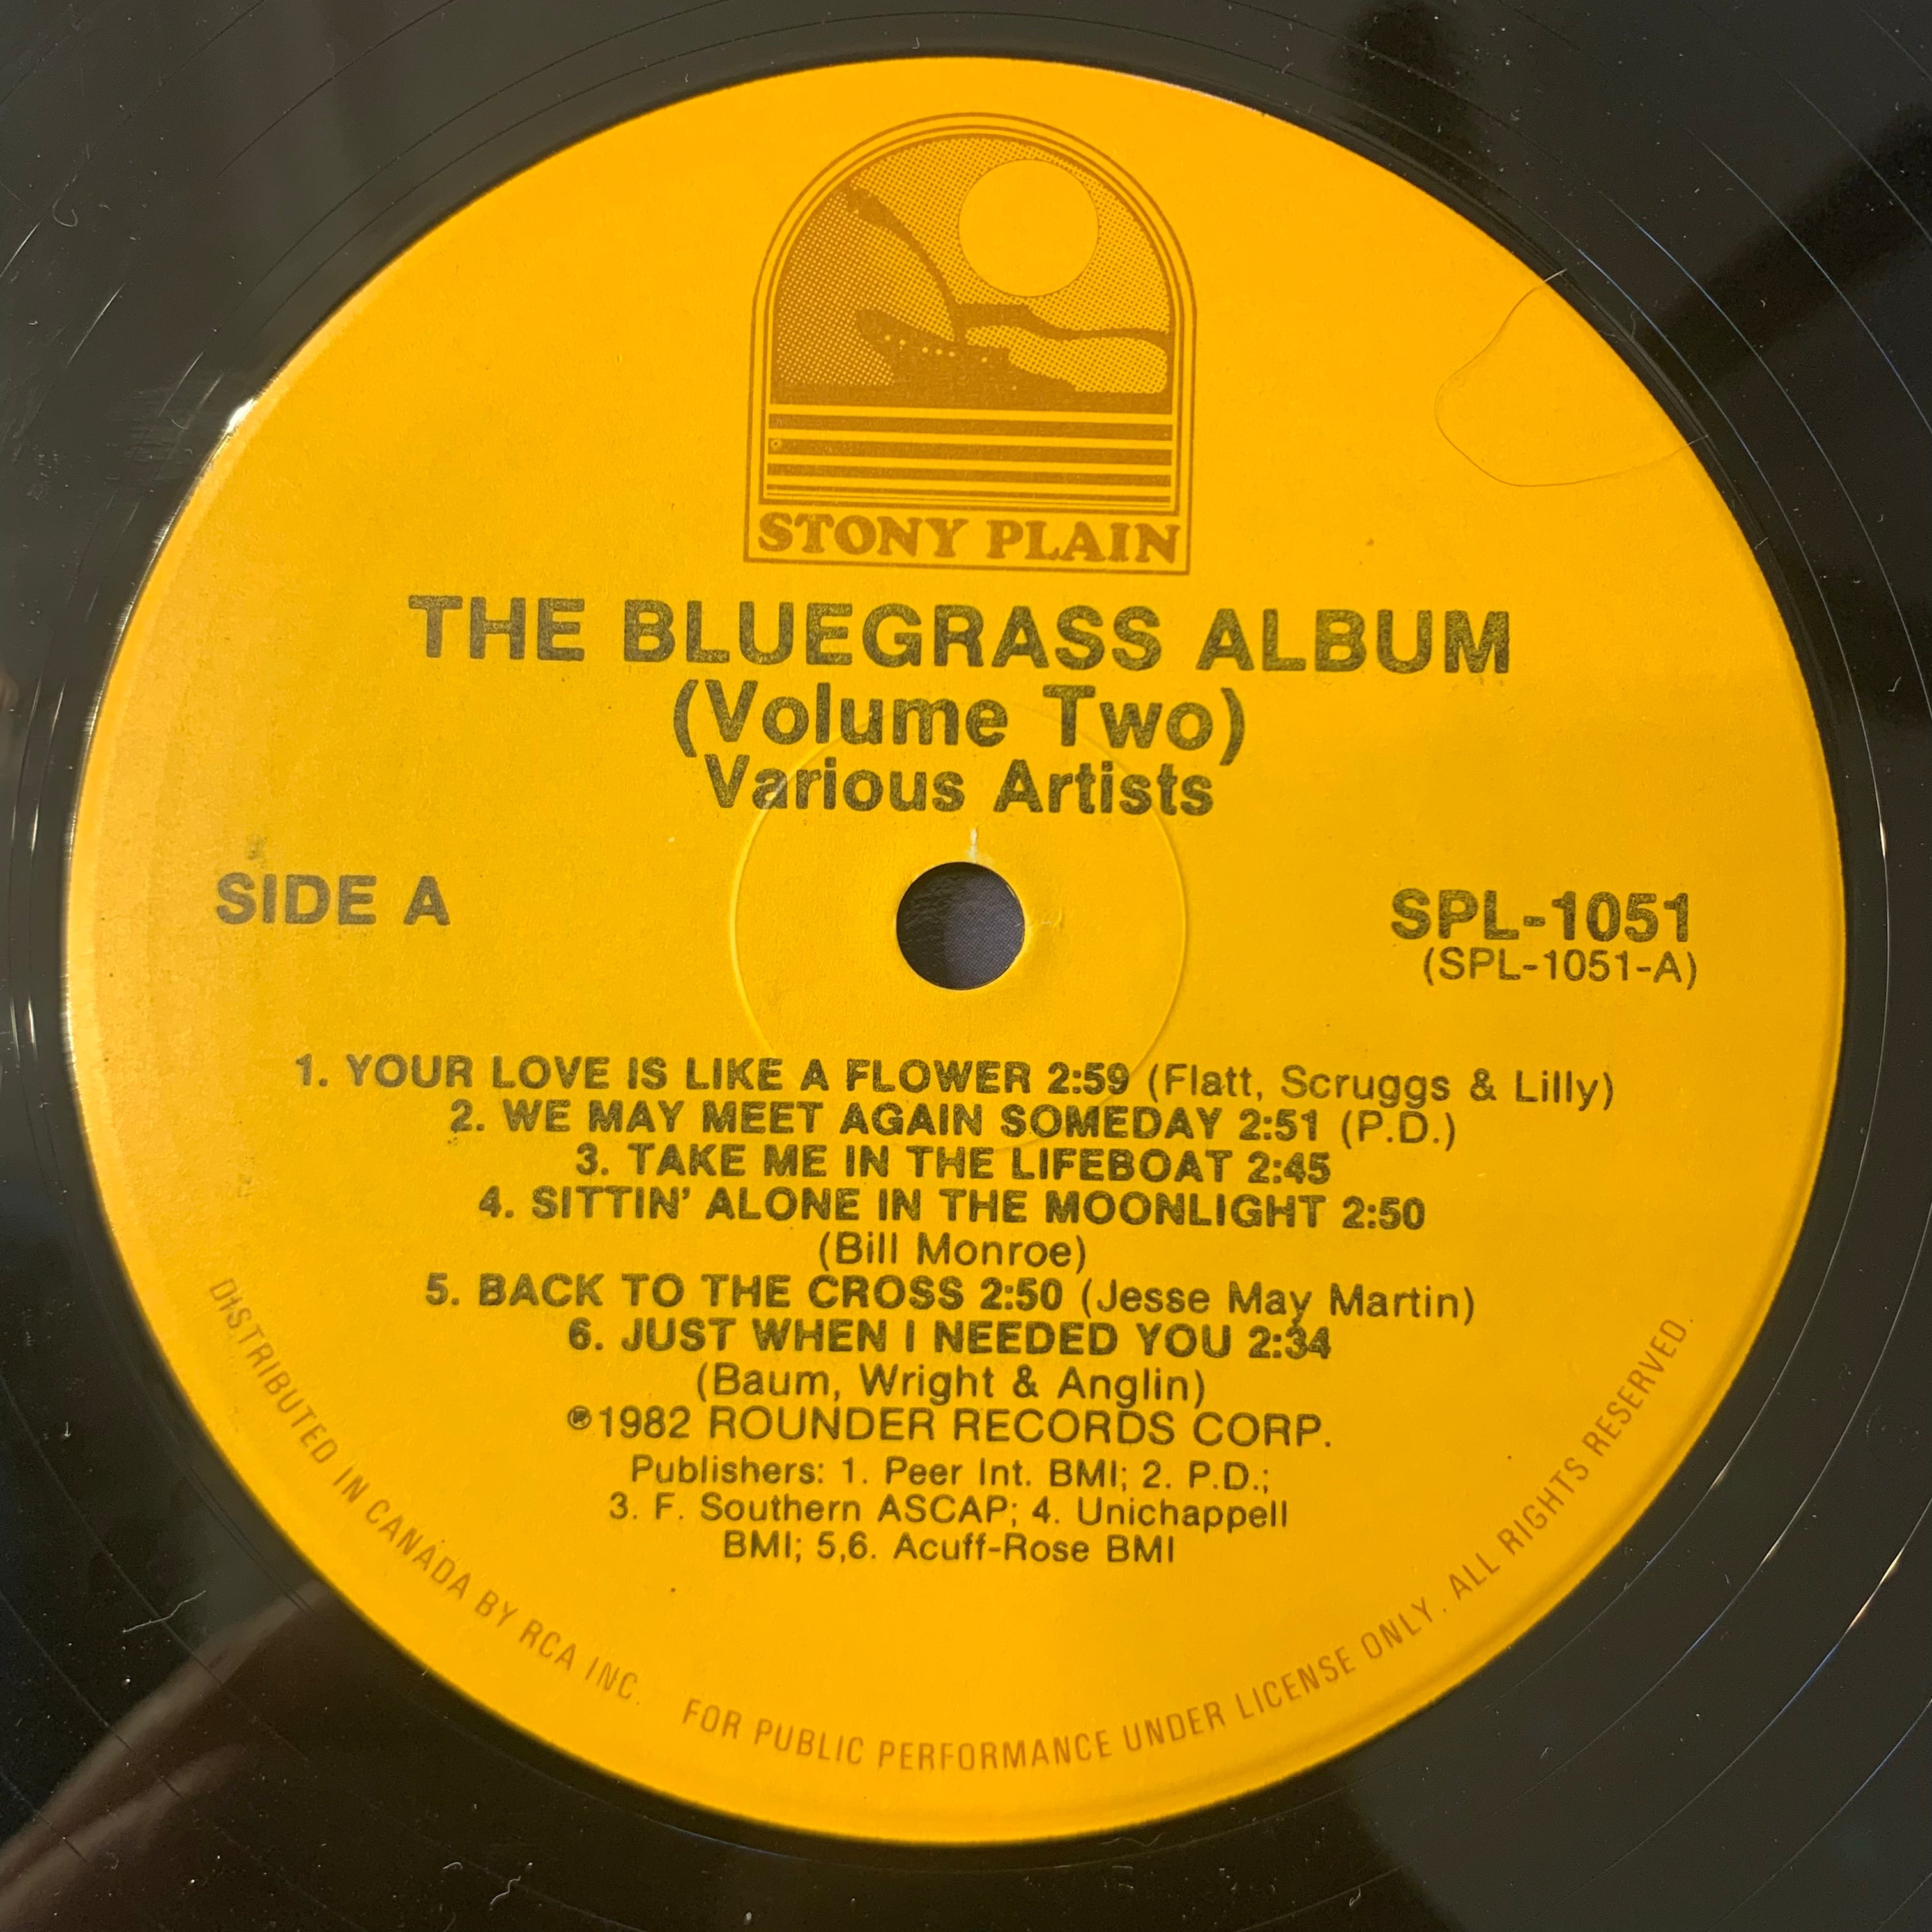 STONY PLAIN
THE BLUEGRASS ALBUM
(Volume Two)
Various Artists
SIDE A
SPL-1051
(SPL-1051-A)
1. YOUR LOVE IS LIKE A FLOWER 2:59 (Flatt, Scruggs & Lilly)
2. WE MAY MEET AGAIN SOMEDAY 2:51 (P.D.)
3. TAKE ME IN THE LIFEBOAT 2:45
4. SITTIN' ALONE IN THE MOONLIGHT 2:50
(Bill Monroe)
5. BACK TO THE CROSS 2:50 (Jesse May Martin)
6. JUST WHEN I NEEDED YOU 2:34
(Baum, Wright & Anglin)
℗1982 ROUNDER RECORDS CORP.
Publishers: 1. Peer Int. BMI; 2. P.D.;
3. F. Southern ASCAP; 4. Unichappell
BMI; 5,6. Acuff-Rose BMI
DISTRIBUTED IN CANADA BY RCA INC. FOR PUBLIC PERFORMANCE UNDER LICENSE ONLY. ALL RIGHTS RESERVED.